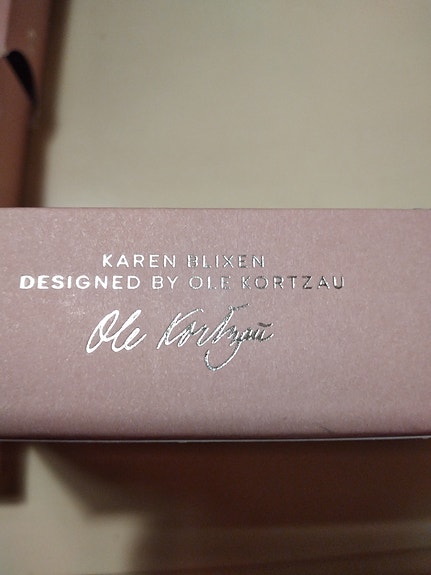 KAREN BLIXEN
DESIGNED BY OLE KORTZAU
Ole Kortzau